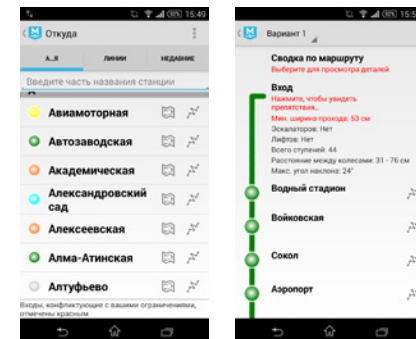 15:49
Откуда
А...Я
ЛИНИИ
НЕДАВНИЕ
Введите часть названия станции
А
Авиамоторная
Автозаводская
Академическая
Александровский
сад
Алексеевская
Алма-Атинская
Алтуфьево
Входы, конфликтующие с вашими ограничениями,
отмечены красным
Вариант 1
Сводка по маршруту
Выберите для просмотра деталей
Вход
Нажмите, чтобы увидеть
препятствия...
Мин. ширина прохода: 53 см
Эскалаторов: Нет
Лифтов: Нет
Всего ступеней: 44
Расстояние между колесами: 31 - 76 см
Макс. угол наклона: 24°
Водный стадион
Войковская
Сокол
Аэропорт